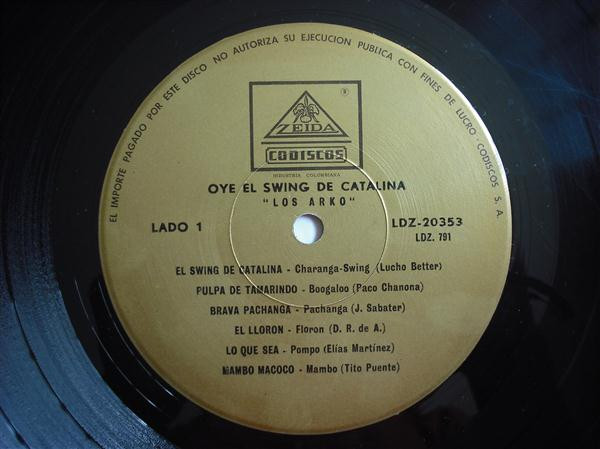 EL IMPORTE PAGADO POR ESTE DISCO NO AUTORIZA SU EJECUCION PUBLICA CON FINES DE LUCRO CODISCOS S. A.
®
ZEIDA
CODISCOS
INDUSTRIA COLOMBIANA
OYE EL SWING DE CATALINA
"LOS ARKO"
LADO 1
LDZ-20353
LDZ. 791
EL SWING DE CATALINA - Charanga-Swing (Lucho Better)
PULPA DE TAMARINDO - Boogaloo (Paco Chanona)
BRAVA PACHANGA - Pachanga (J. Sabater)
EL LLORON - Floron (D. R. de A.)
LO QUE SEA - Pompo (Elías Martínez)
MAMBO MACOCO - Mambo (Tito Puente)